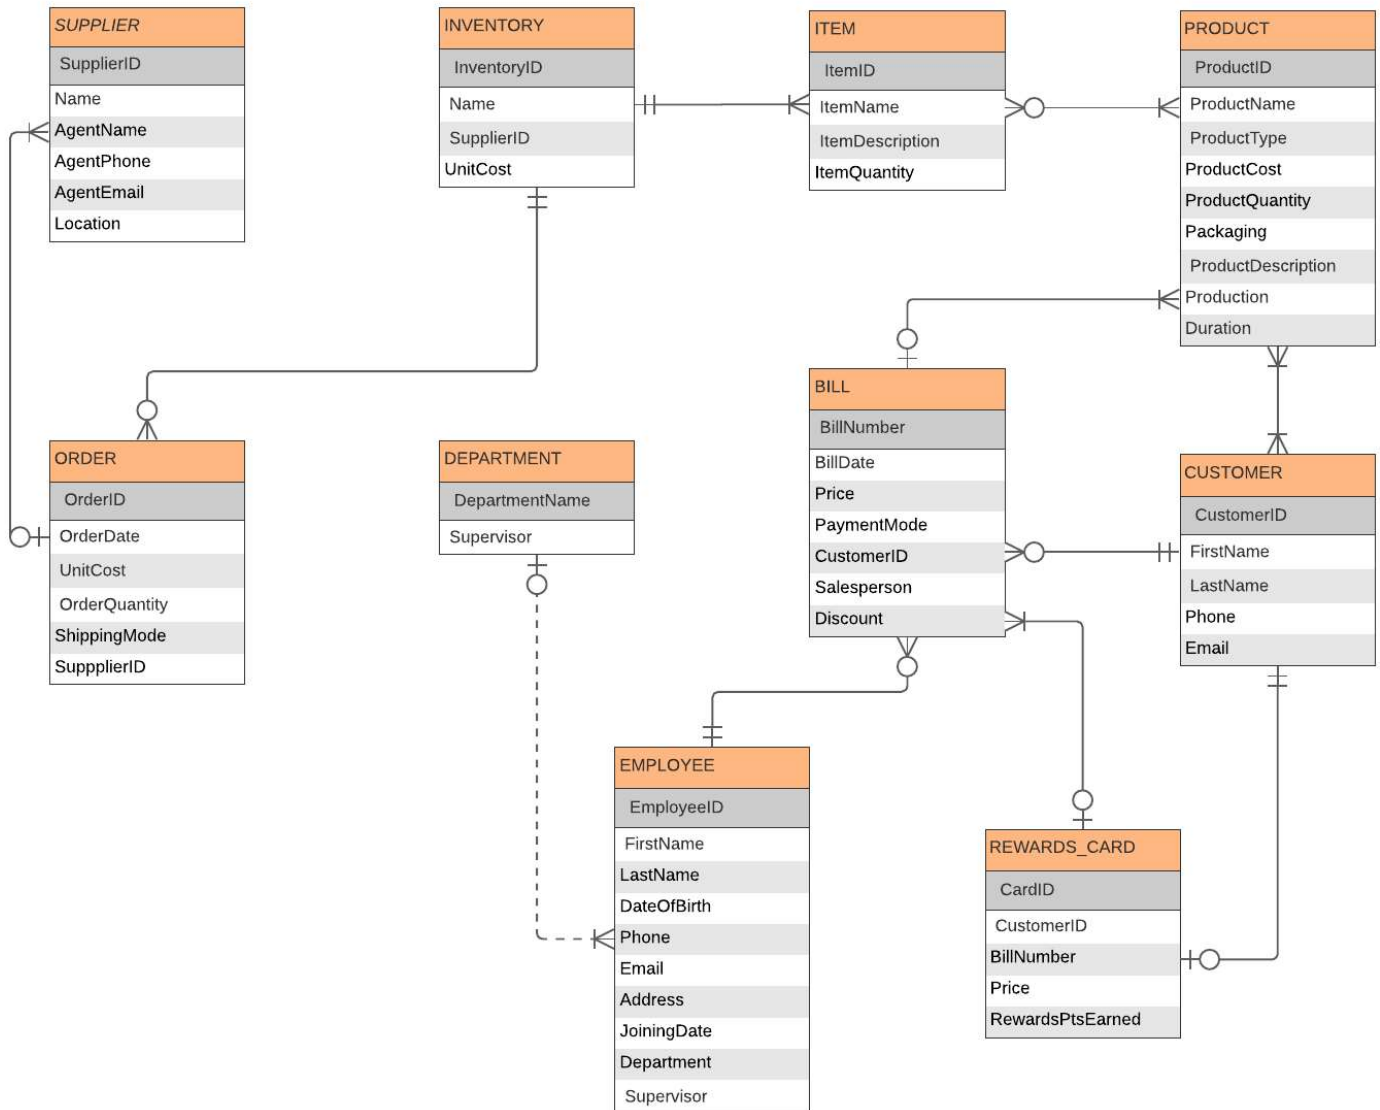 SUPPLIER
SupplierID
Name
AgentName
AgentPhone
AgentEmail
Location
INVENTORY
InventoryID
Name
SupplierID
UnitCost
ITEM
ItemID
ItemName
ItemDescription
ItemQuantity
PRODUCT
ProductID
ProductName
ProductType
ProductCost
ProductQuantity
Packaging
ProductDescription
Production
Duration
ORDER
OrderID
OrderDate
UnitCost
OrderQuantity
ShippingMode
SuppplierID
DEPARTMENT
DepartmentName
Supervisor
BILL
BillNumber
BillDate
Price
PaymentMode
CustomerID
Salesperson
Discount
CUSTOMER
CustomerID
FirstName
LastName
Phone
Email
EMPLOYEE
EmployeeID
FirstName
LastName
DateOfBirth
Phone
Email
Address
JoiningDate
Department
Supervisor
REWARDS_CARD
CardID
CustomerID
BillNumber
Price
RewardsPtsEarned